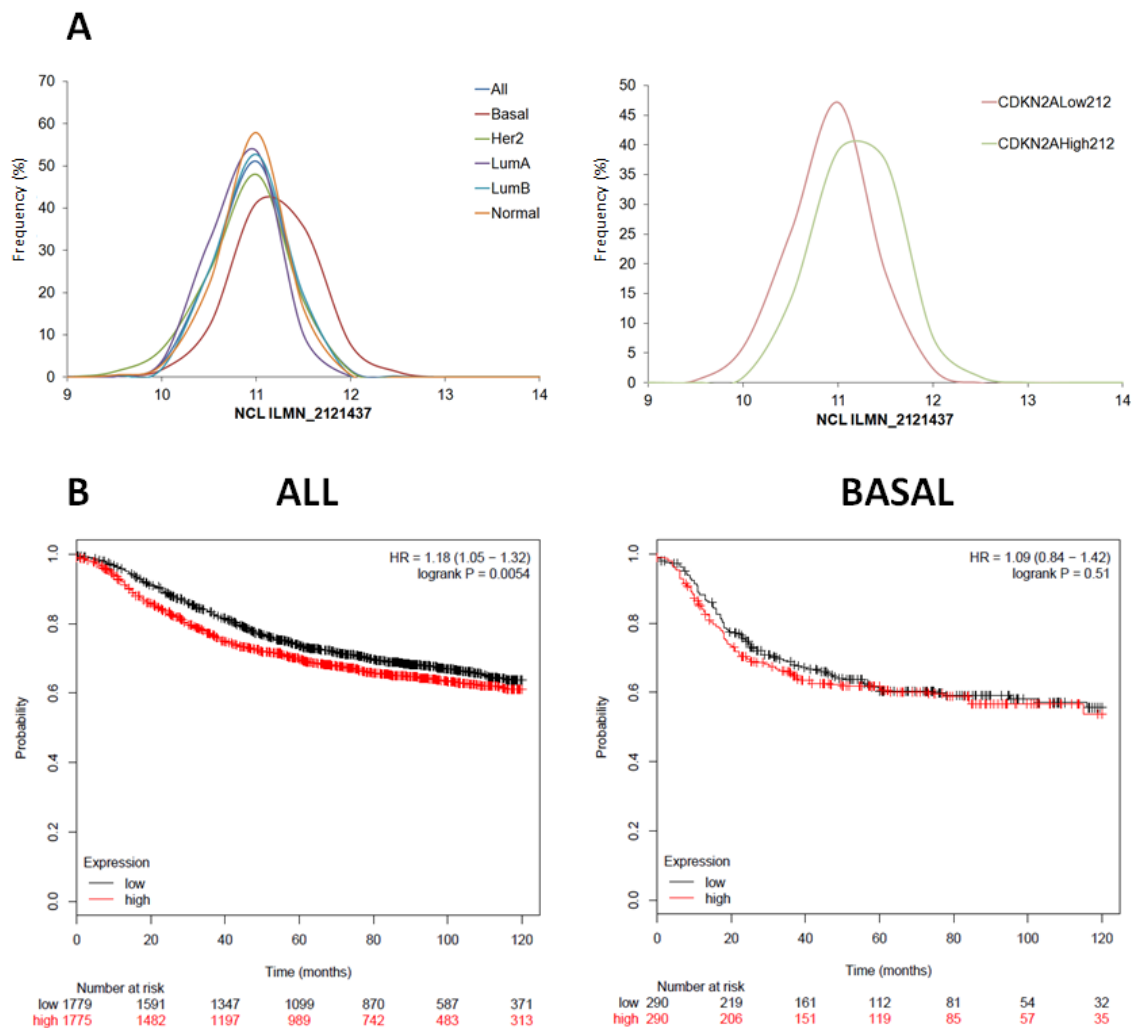 A
70
60
50
40
30
20
10
0
Frequency (%)
9 10 11 12 13 14
NCL ILMN_2121437
All
Basal
Her2
LumA
LumB
Normal
50
45
40
35
30
25
20
15
10
5
0
Frequency (%)
9 10 11 12 13 14
NCL ILMN_2121437
CDKN2ALow212
CDKN2AHigh212
B
ALL
HR = 1.18 (1.05 − 1.32)
logrank P = 0.0054
1.0
0.8
0.6
0.4
0.2
0.0
Probability
Expression
low
high
0 20 40 60 80 100 120
Time (months)
Number at risk
low 1779 1591 1347 1099 870 587 371
high 1775 1482 1197 989 742 483 313
BASAL
HR = 1.09 (0.84 − 1.42)
logrank P = 0.51
1.0
0.8
0.6
0.4
0.2
0.0
Probability
Expression
low
high
0 20 40 60 80 100 120
Time (months)
Number at risk
low 290 219 161 112 81 54 32
high 290 206 151 119 85 57 35